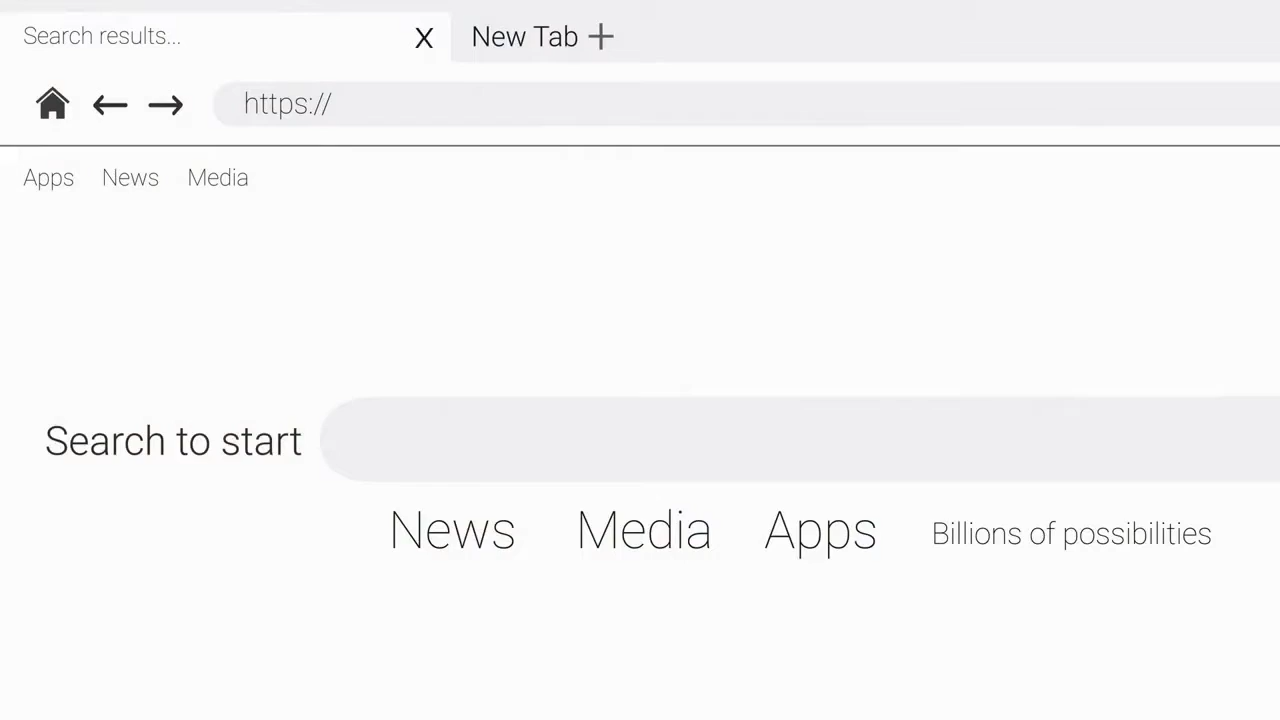 Search results... X New Tab +
https://
Apps News Media
Search to start
News Media Apps Billions of possibilities